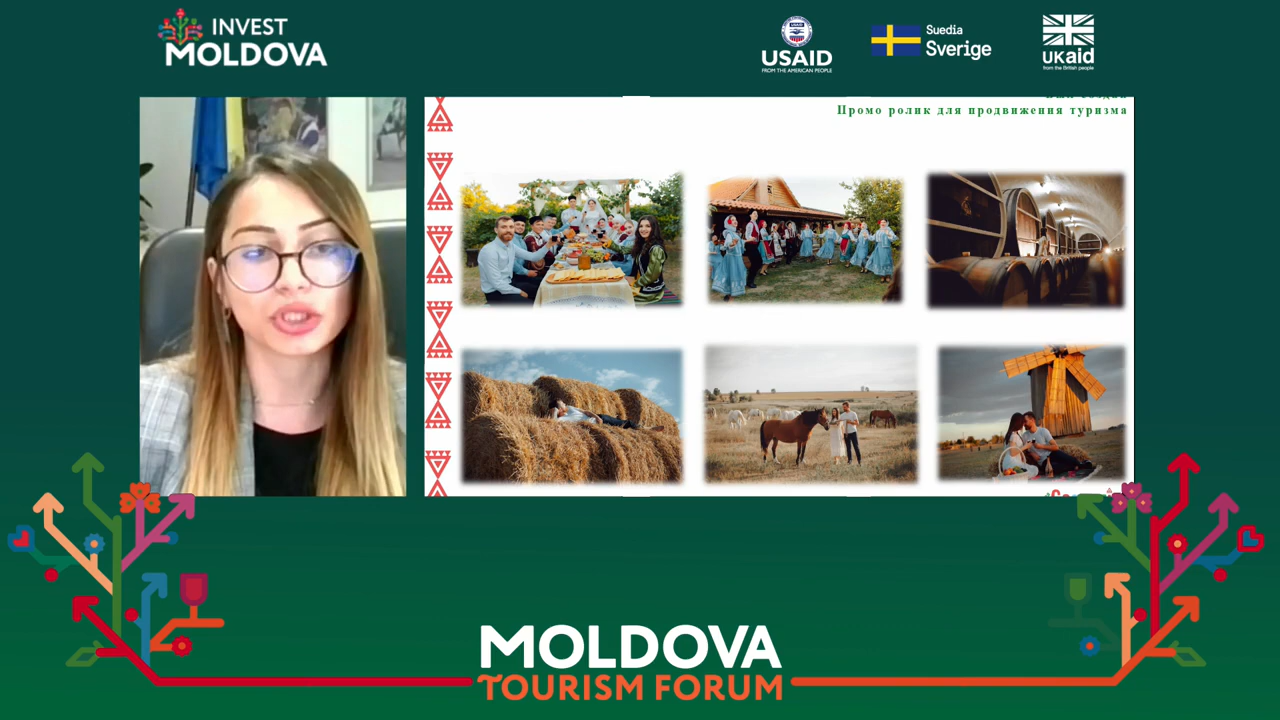 INVEST
MOLDOVA
USAID
USAID
FROM THE AMERICAN PEOPLE
Suedia
Sverige
UKaid
from the British people
Промо ролик для продвижения туризма
MOLDOVA
TOURISM FORUM